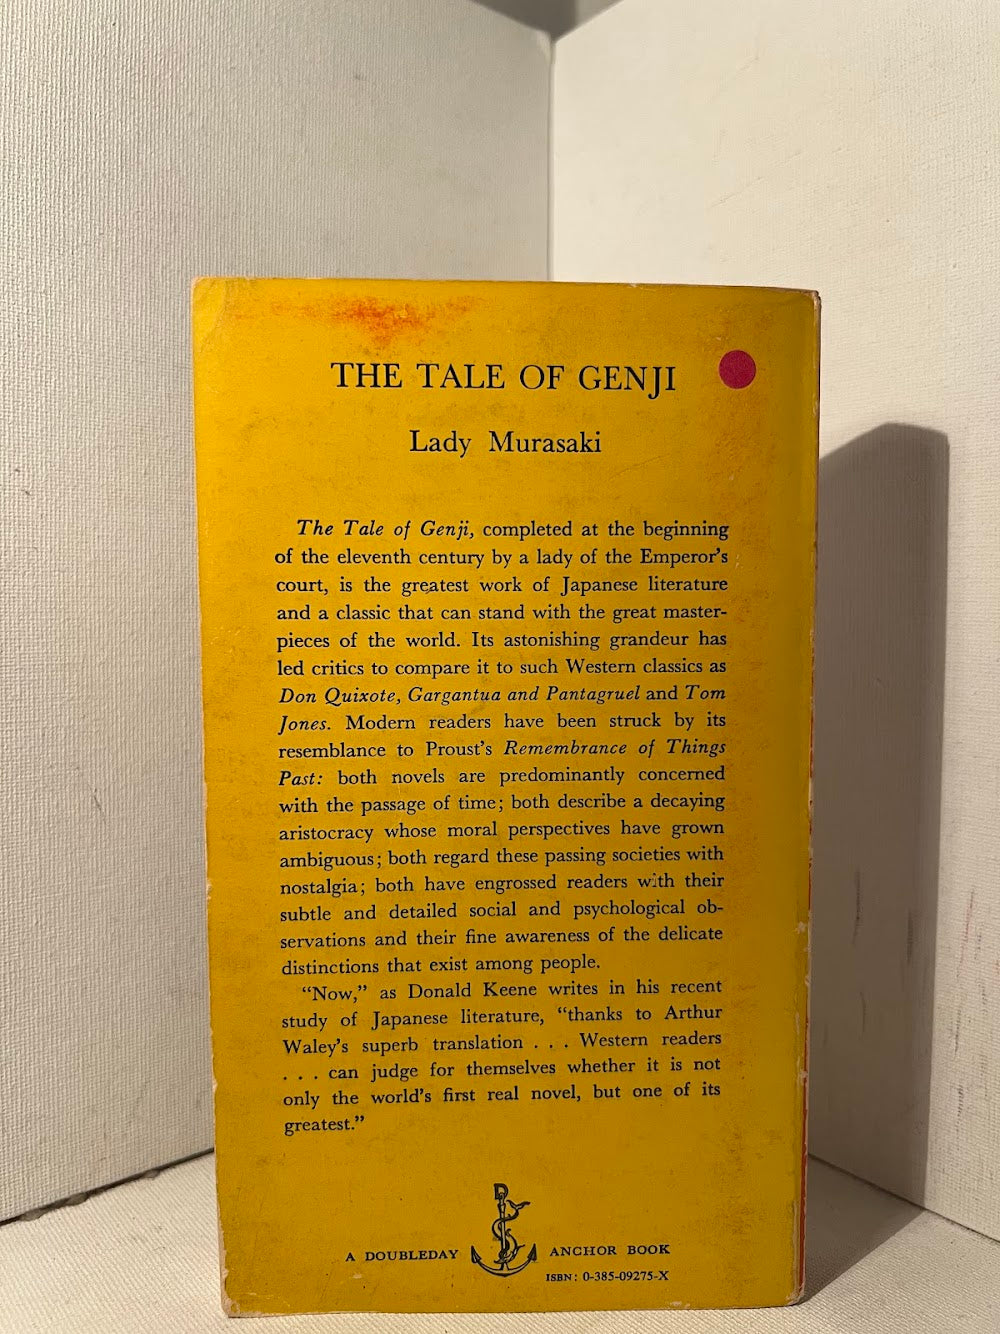 THE TALE OF GENJI
Lady Murasaki
The Tale of Genji, completed at the beginning
of the eleventh century by a lady of the Emperor's
court, is the greatest work of Japanese literature
and a classic that can stand with the great master-
pieces of the world. Its astonishing grandeur has
led critics to compare it to such Western classics as
Don Quixote, Gargantua and Pantagruel and Tom
Jones. Modern readers have been struck by its
resemblance to Proust's Remembrance of Things
Past: both novels are predominantly concerned
with the passage of time; both describe a decaying
aristocracy whose moral perspectives have grown
ambiguous; both regard these passing societies with
nostalgia; both have engrossed readers with their
subtle and detailed social and psychological ob-
servations and their fine awareness of the delicate
distinctions that exist among people.
"Now," as Donald Keene writes in his recent
study of Japanese literature, "thanks to Arthur
Waley's superb translation . . . Western readers
. . . can judge for themselves whether it is not
only the world's first real novel, but one of its
greatest."
D
A DOUBLEDAY ANCHOR BOOK
ISBN: 0-385-09275-X